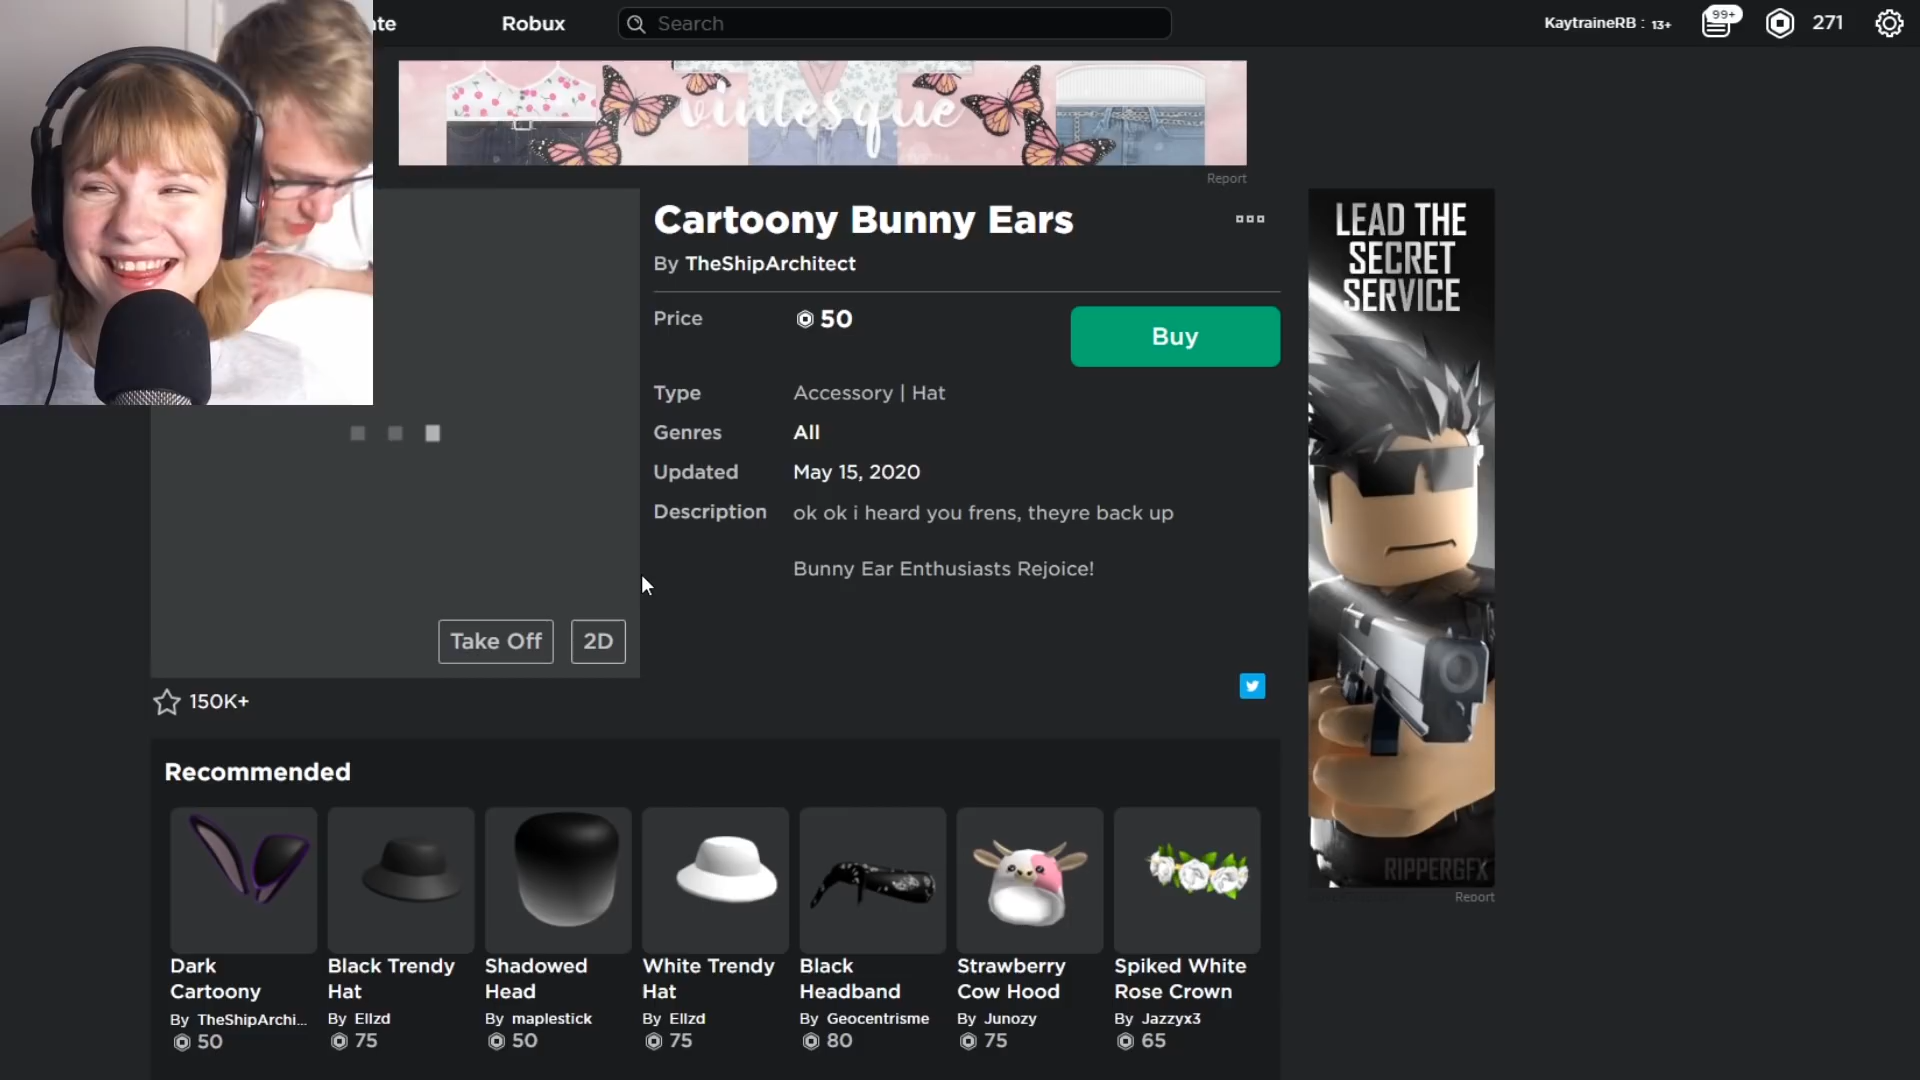 ate
Robux
Search
KaytraineRB : 13+
99+
271
vintesque
Report
Cartoony Bunny Ears
By TheShipArchitect
Price
50
Buy
Type
Accessory | Hat
Genres
All
Updated
May 15, 2020
Description
ok ok i heard you frens, theyre back up
Bunny Ear Enthusiasts Rejoice!
Take Off
2D
150K+
LEAD THE
SECRET
SERVICE
RIPPERGFX
Report
Recommended
Dark
Cartoony
By TheShipArchi...
50
Black Trendy
Hat
By Ellzd
75
Shadowed
Head
By maplestick
50
White Trendy
Hat
By Ellzd
75
Black
Headband
By Geocentrisme
80
Strawberry
Cow Hood
By Junozy
75
Spiked White
Rose Crown
By Jazzyx3
65